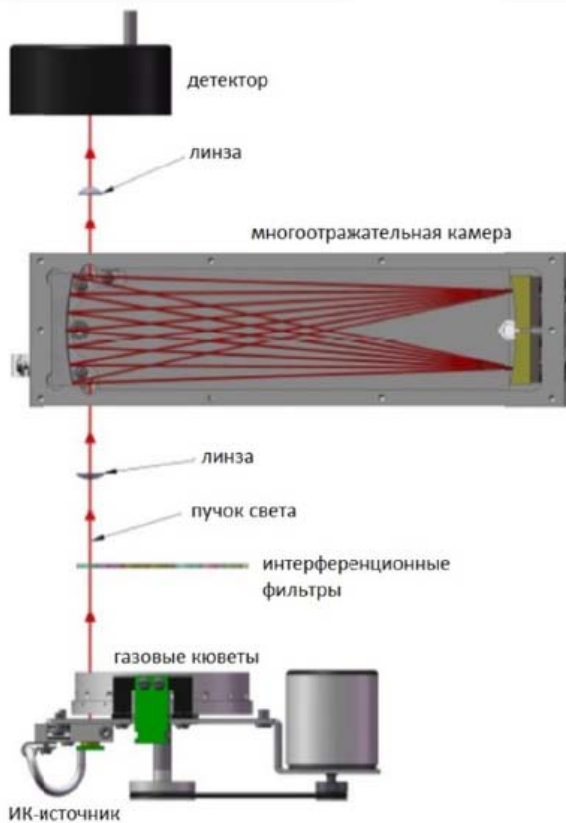 детектор
линза
многоотражательная камера
линза
пучок света
интерференционные
фильтры
газовые кюветы
ИК-источник